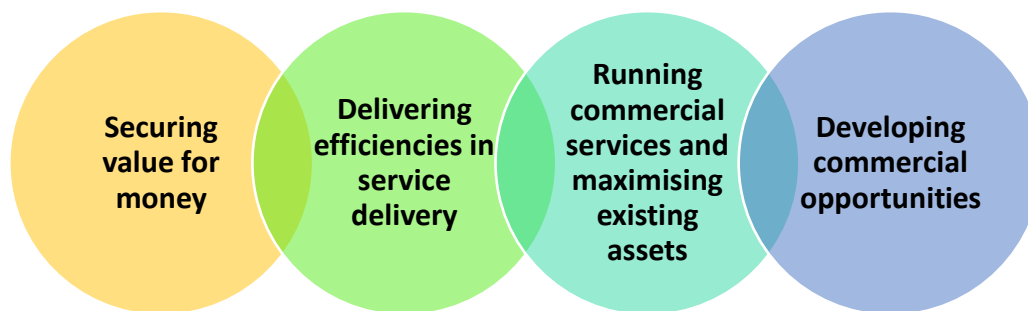 Securing
value for
money
Delivering
efficiencies in
service
delivery
Running
commercial
services and
maximising
existing
assets
Developing
commercial
opportunities